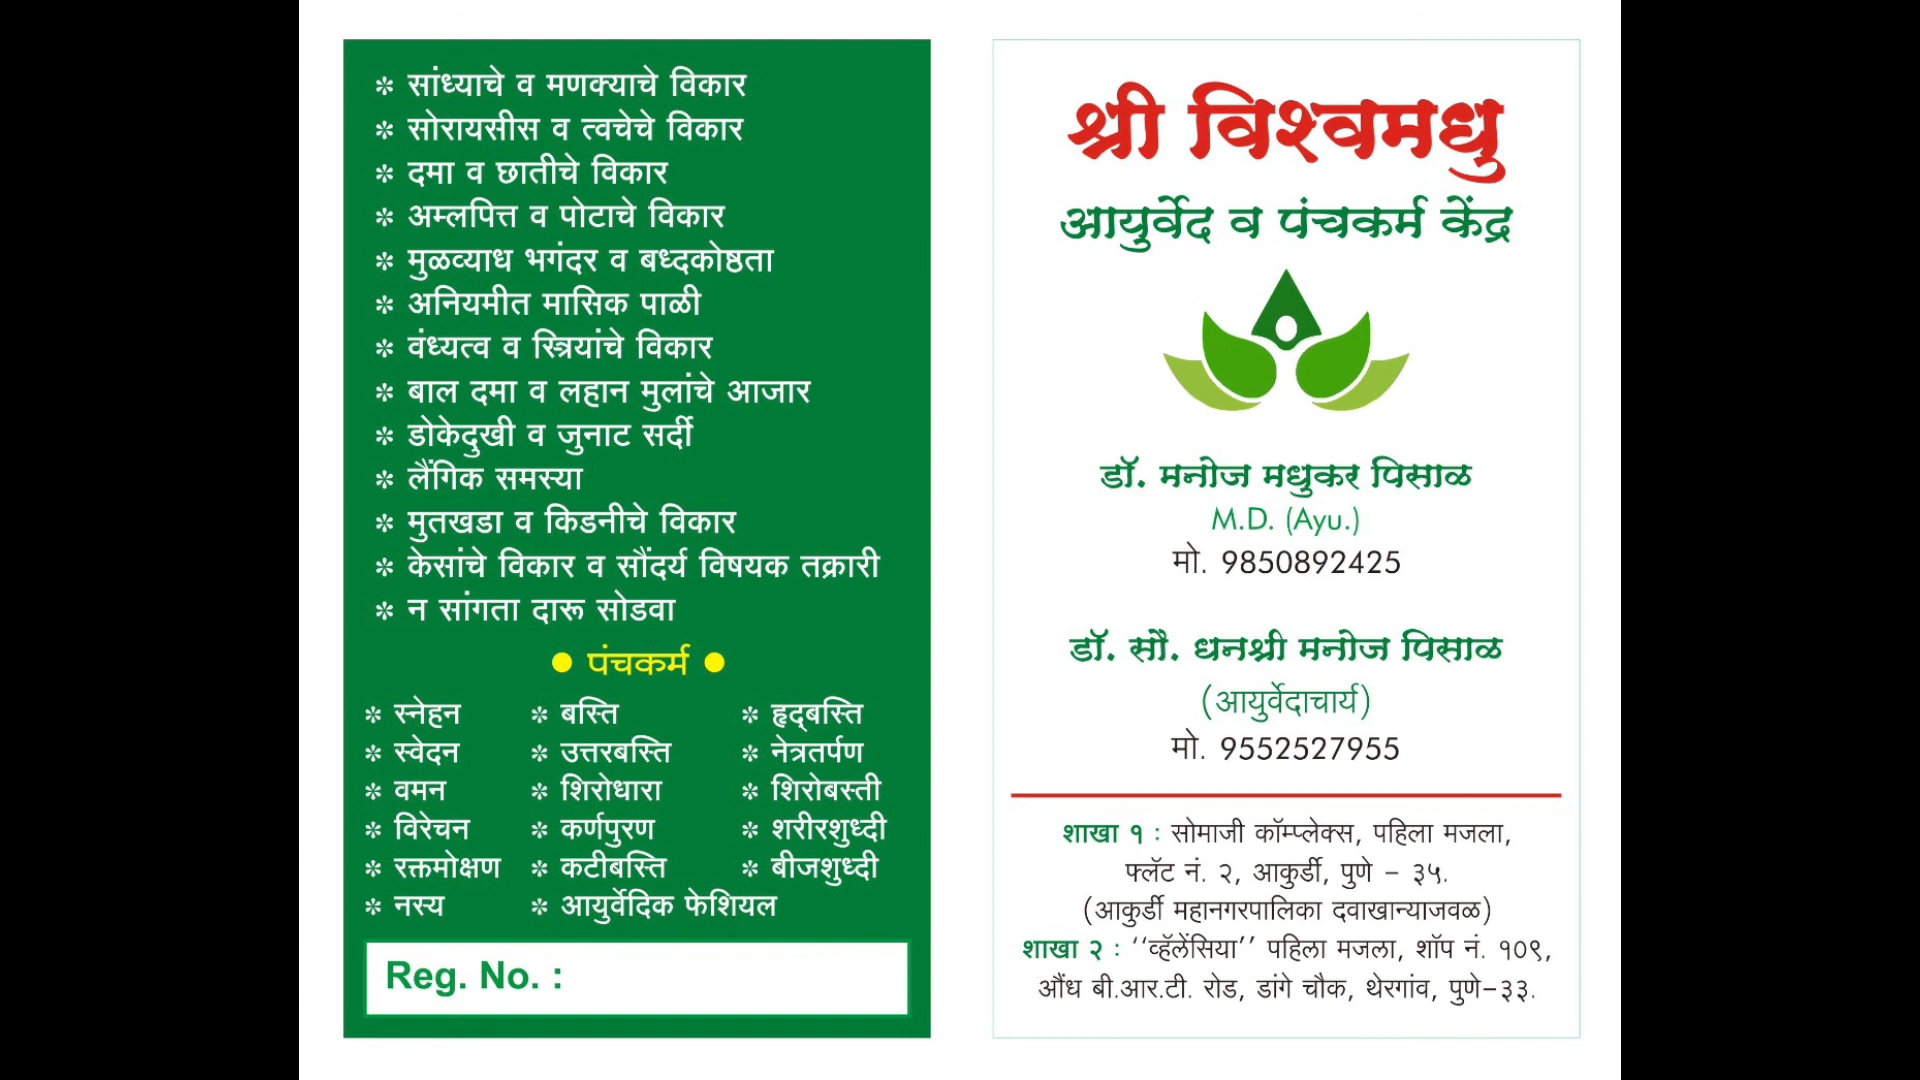 * सांध्याचे व मणक्याचे विकार
* सोरायसीस व त्वचेचे विकार
* दमा व छातीचे विकार
* अम्लपित्त व पोटाचे विकार
* मुळव्याध भगंदर व बध्दकोष्ठता
* अनियमीत मासिक पाळी
* वंध्यत्व व स्त्रियांचे विकार
* बाल दमा व लहान मुलांचे आजार
* डोकेदुखी व जुनाट सर्दी
* लैंगिक समस्या
* मुतखडा व किडनीचे विकार
* केसांचे विकार व सौंदर्य विषयक तक्रारी
* न सांगता दारू सोडवा
• पंचकर्म •
* स्नेहन * बस्ति * हृद्बस्ति
* स्वेदन * उत्तरबस्ति * नेत्रतर्पण
* वमन * शिरोधारा * शिरोबस्ती
* विरेचन * कर्णपुरण * शरीरशुध्दी
* रक्तमोक्षण * कटीबस्ति * बीजशुध्दी
* नस्य * आयुर्वेदिक फेशियल
Reg. No. :
श्री विश्वमधु
आयुर्वेद व पंचकर्म केंद्र
डॉ. मनोज मधुकर पिसाळ
M.D. (Ayu.)
मो. 9850892425
डॉ. सौ. धनश्री मनोज पिसाळ
(आयुर्वेदाचार्य)
मो. 9552527955
शाखा १ : सोमाजी कॉम्प्लेक्स, पहिला मजला,
फ्लॅट नं. २, आकुर्डी, पुणे - ३५.
(आकुर्डी महानगरपालिका दवाखान्याजवळ)
शाखा २ : ‘‘व्हॅलेंसिया’’ पहिला मजला, शॉप नं. १०९,
औंध बी.आर.टी. रोड, डांगे चौक, थेरगांव, पुणे-३३.